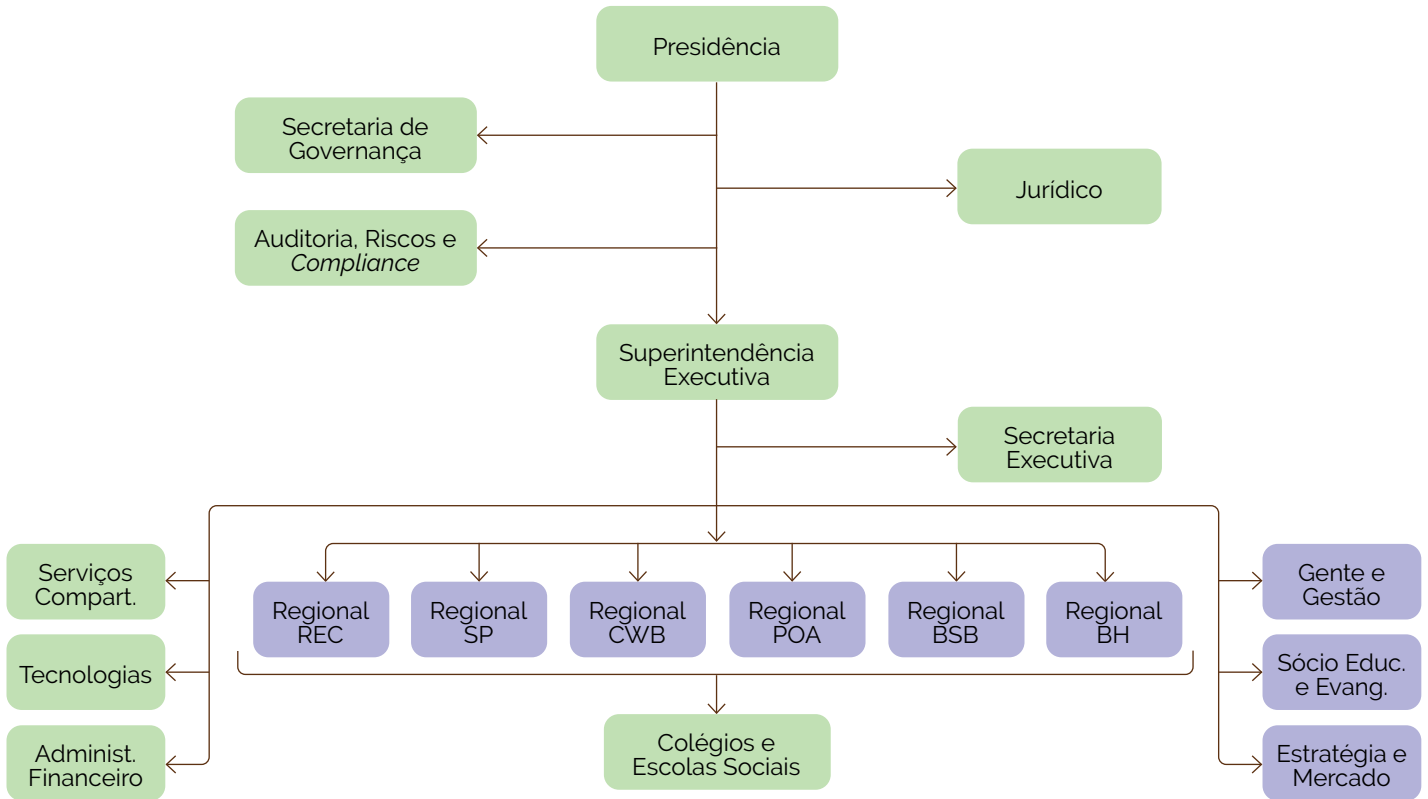 Presidência
Secretaria de
Governança
Jurídico
Auditoria, Riscos e
Compliance
Superintendência
Executiva
Secretaria
Executiva
Serviços
Compart.
Tecnologias
Administ.
Financeiro
Regional
REC
Regional
SP
Regional
CWB
Regional
POA
Regional
BSB
Regional
BH
Gente e
Gestão
Sócio Educ.
e Evang.
Estratégia e
Mercado
Colégios e
Escolas Sociais